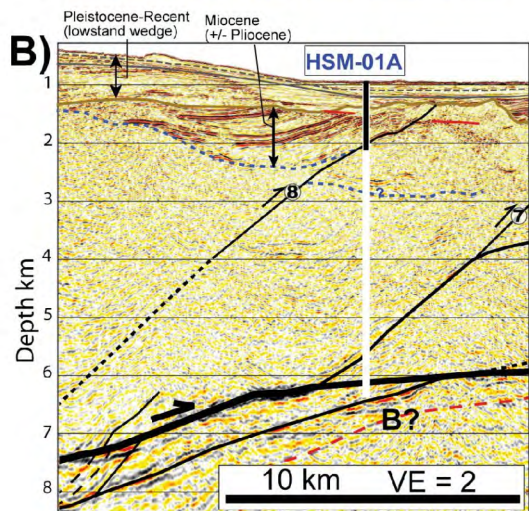 B)
Pleistocene-Recent
(lowstand wedge)
Miocene
(+/- Pliocene)
HSM-01A
Depth km
1
2
3
4
5
6
7
8
8
?
7
B?
10 km VE = 2